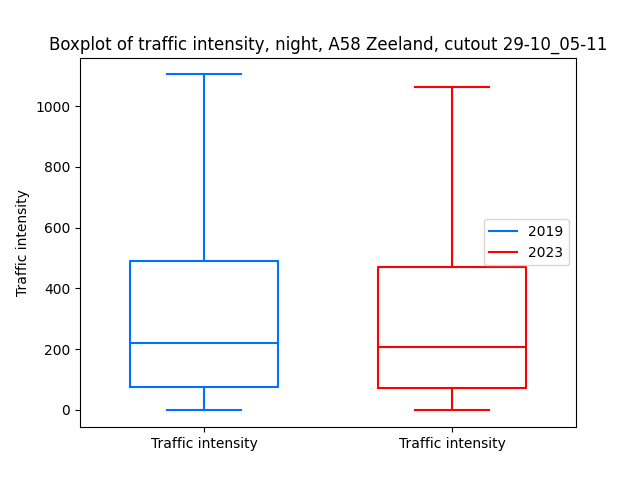 Boxplot of traffic intensity, night, A58 Zeeland, cutout 29-10_05-11
Traffic intensity
1000
800
600
400
200
0
2019
2023
Traffic intensity
Traffic intensity